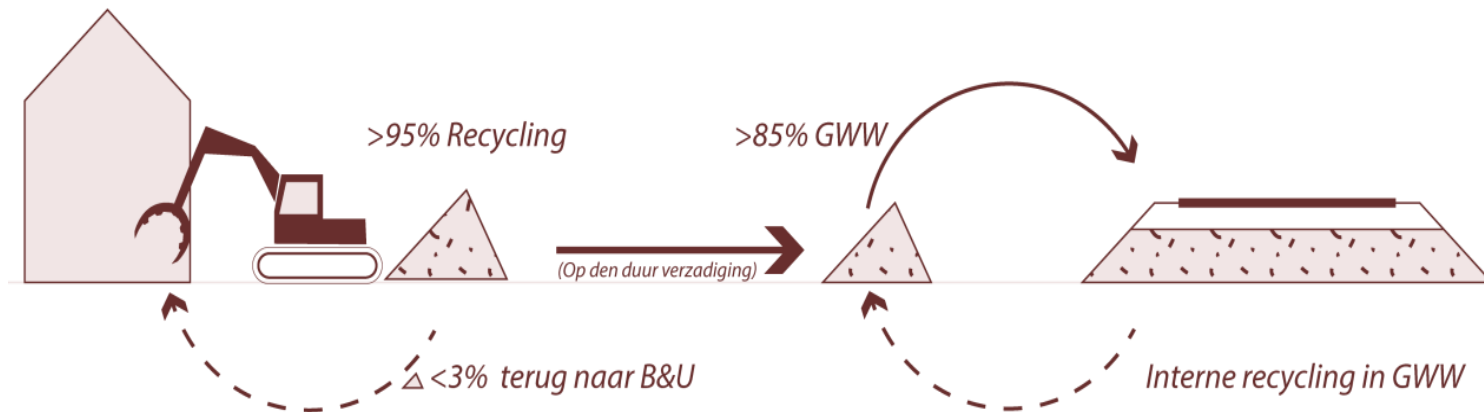 >95% Recycling
>85% GWW
(Op den duur verzadiging)
<3% terug naar B&U
Interne recycling in GWW